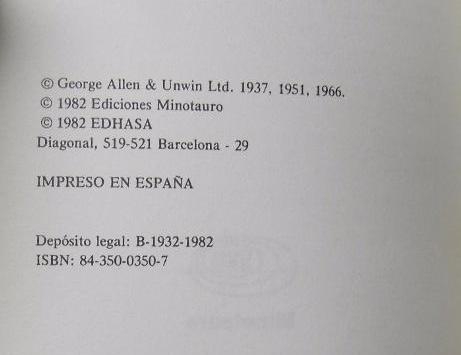 © George Allen & Unwin Ltd. 1937, 1951, 1966.
© 1982 Ediciones Minotauro
© 1982 EDHASA
Diagonal, 519-521 Barcelona - 29
IMPRESO EN ESPAÑA
Depósito legal: B-1932-1982
ISBN: 84-350-0350-7